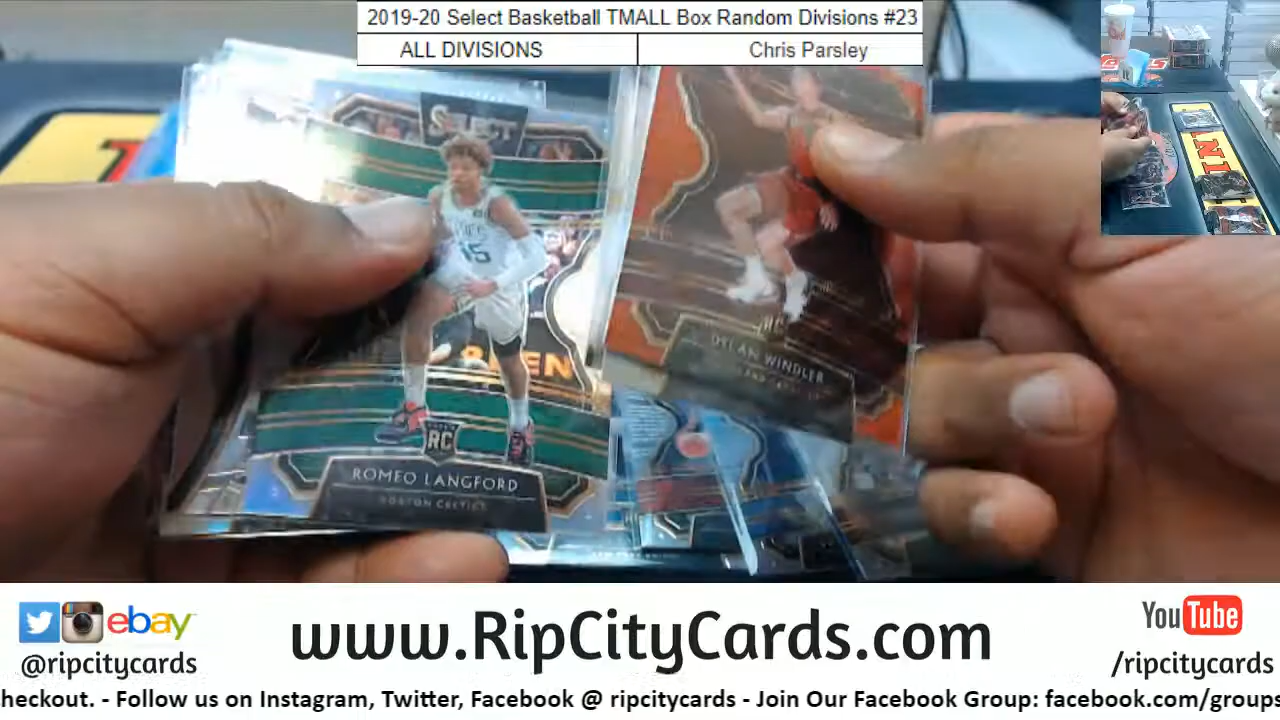 2019-20 Select Basketball TMALL Box Random Divisions #23
ALL DIVISIONS
Chris Parsley
SELECT
15
RC
ROMEO LANGFORD
BOSTON CELTICS
RC
DYLAN WINDLER
ebay
@ripcitycards
www.RipCityCards.com
YouTube
/ripcitycards
heckout. - Follow us on Instagram, Twitter, Facebook @ ripcitycards - Join Our Facebook Group: facebook.com/groups